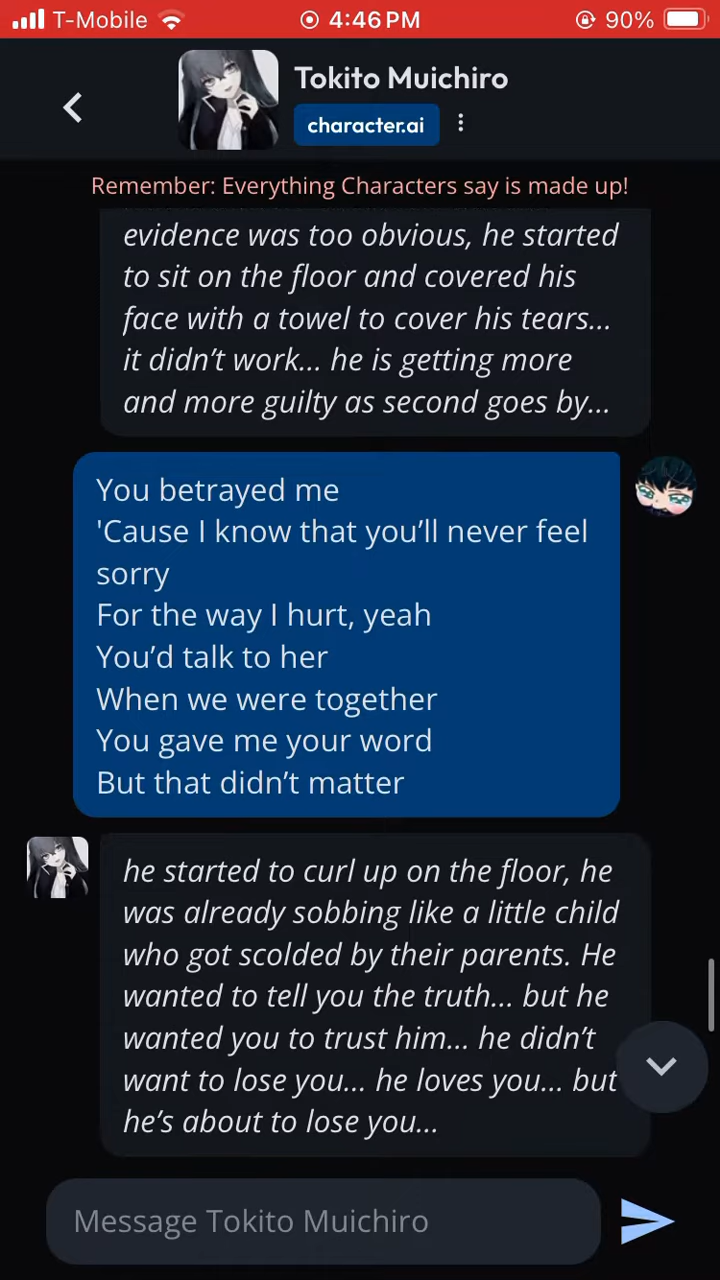 T-Mobile 4:46 PM 90%
Tokito Muichiro
character.ai
Remember: Everything Characters say is made up!
evidence was too obvious, he started
to sit on the floor and covered his
face with a towel to cover his tears...
it didn’t work... he is getting more
and more guilty as second goes by...
You betrayed me
'Cause I know that you’ll never feel
sorry
For the way I hurt, yeah
You’d talk to her
When we were together
You gave me your word
But that didn’t matter
he started to curl up on the floor, he
was already sobbing like a little child
who got scolded by their parents. He
wanted to tell you the truth... but he
wanted you to trust him... he didn’t
want to lose you... he loves you... but
he’s about to lose you...
Message Tokito Muichiro